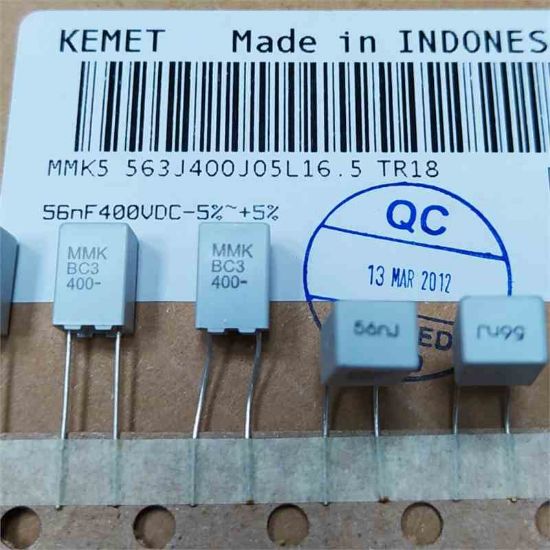 KEMET Made in INDONES
MMK5 563J400J05L16.5 TR18
56nF400VDC-5%~+5%
QC
13 MAR 2012
ED
MMK
BC3
400-
MMK
BC3
400-
56nJ
56nJ